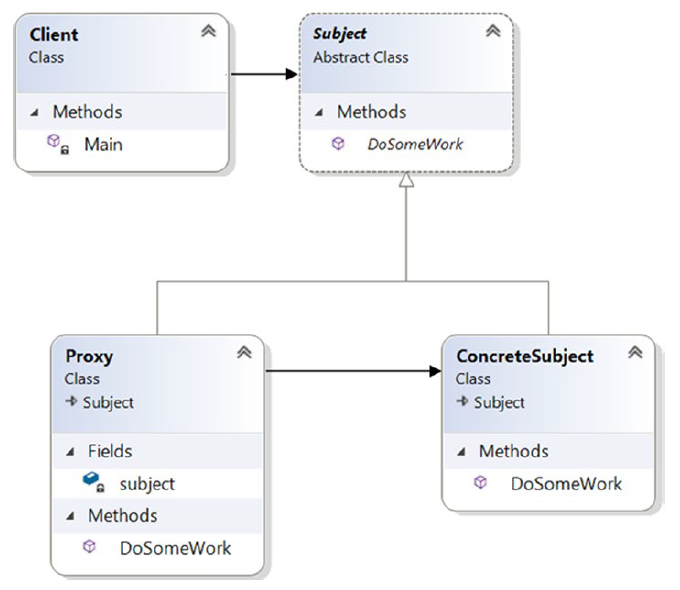 Client
Class
Methods
Main
Subject
Abstract Class
Methods
DoSomeWork
Proxy
Class
Subject
Fields
subject
Methods
DoSomeWork
ConcreteSubject
Class
Subject
Methods
DoSomeWork